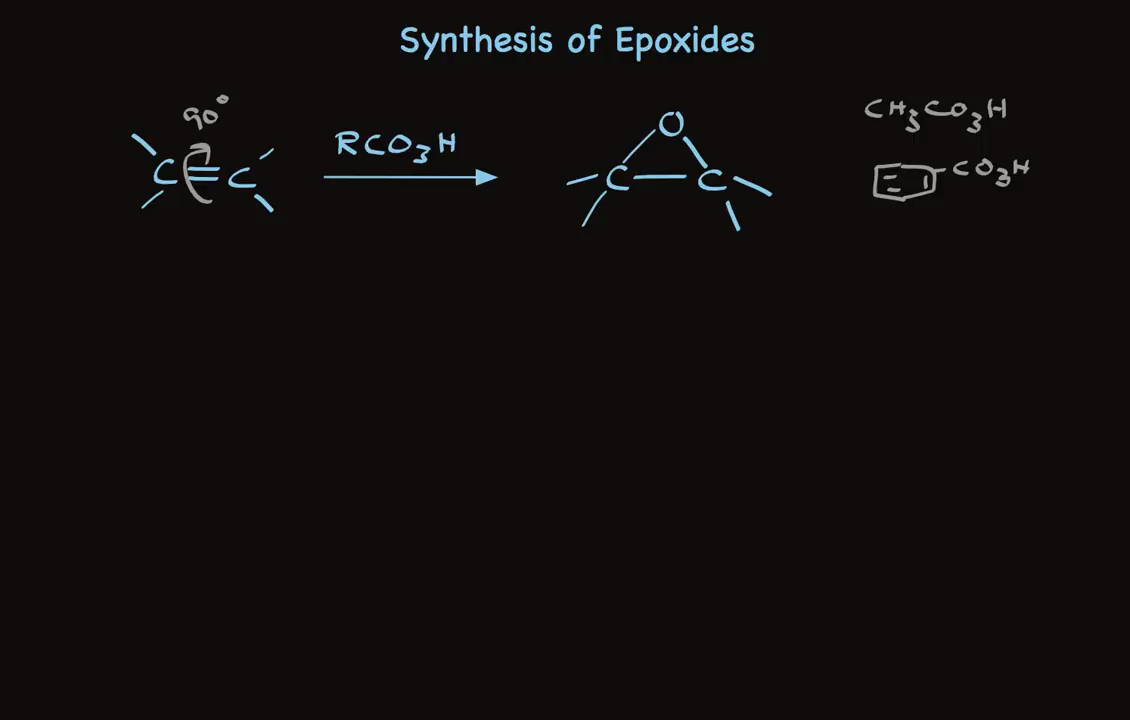 Synthesis of Epoxides
90°
C=C
RCO₃H
O
C C
CH₃CO₃H
CO₃H